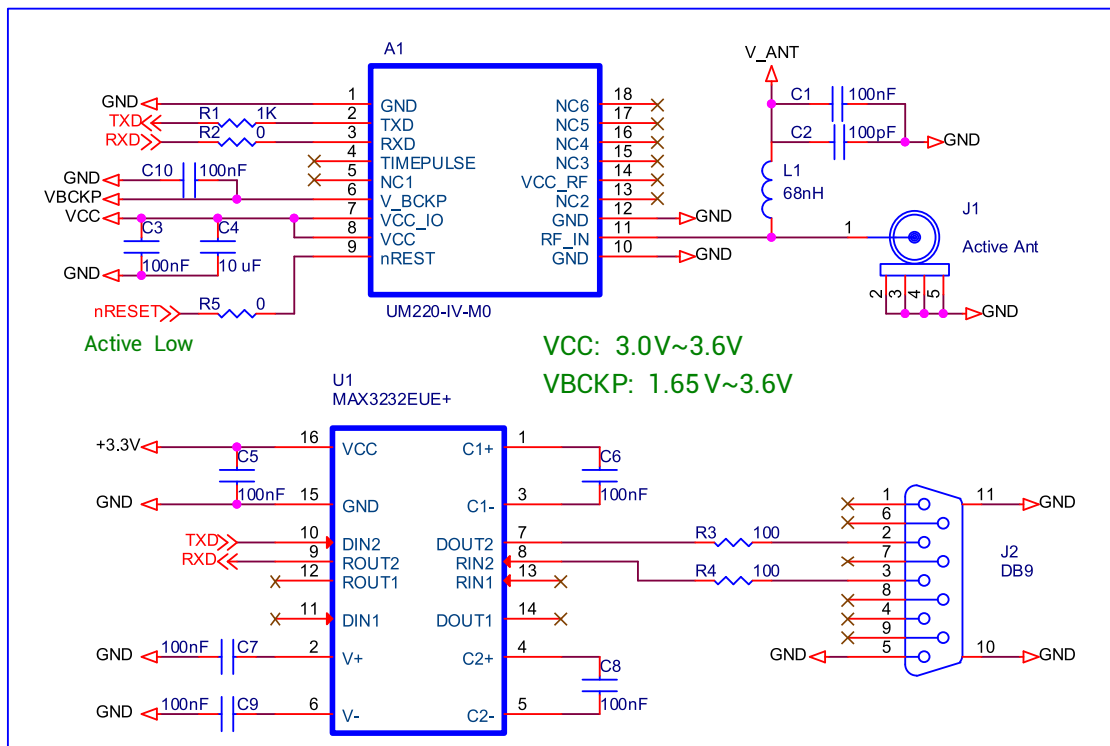 A1
V_ANT
GND 1 GND NC6 18 C1 100nF
TXD R1 1K 2 TXD NC5 17
RXD R2 0 3 RXD NC4 16 C2 100pF GND
4 TIMEPULSE NC3 15
GND C10 100nF 5 NC1 VCC_RF 14 L1
VBCKP 6 V_BCKP NC2 13 68nH
VCC 7 VCC_IO GND 12 GND J1
C3 C4 8 VCC RF_IN 11 1
GND 100nF 10 uF 9 nREST GND 10 GND Active Ant
2 3 4 5
nRESET R5 0 UM220-IV-M0 GND
Active Low VCC: 3.0V~3.6V
VBCKP: 1.65V~3.6V
U1
MAX3232EUE+
+3.3V 16 VCC C1+ 1
C5 C6
100nF 100nF
GND 15 GND C1- 3 1 11 GND
6
TXD 10 DIN2 DOUT2 7 R3 100 2
RXD 9 ROUT2 RIN2 8 7 J2
12 ROUT1 RIN1 13 R4 100 3 DB9
8
11 DIN1 DOUT1 14 4
9
GND 100nF C7 2 V+ C2+ 4 GND 5 10 GND
C8
100nF
GND 100nF C9 6 V- C2- 5